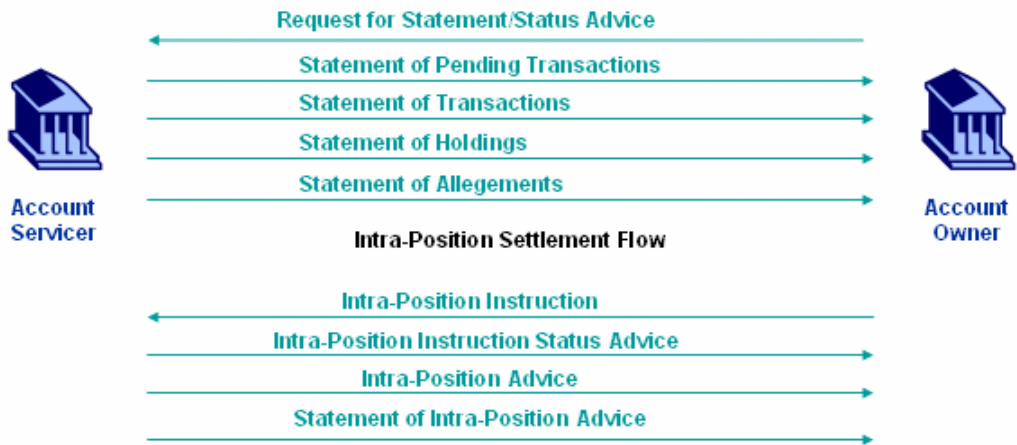 Request for Statement/Status Advice
Statement of Pending Transactions
Statement of Transactions
Statement of Holdings
Statement of Allegements
Account
Servicer
Account
Owner
Intra-Position Settlement Flow
Intra-Position Instruction
Intra-Position Instruction Status Advice
Intra-Position Advice
Statement of Intra-Position Advice